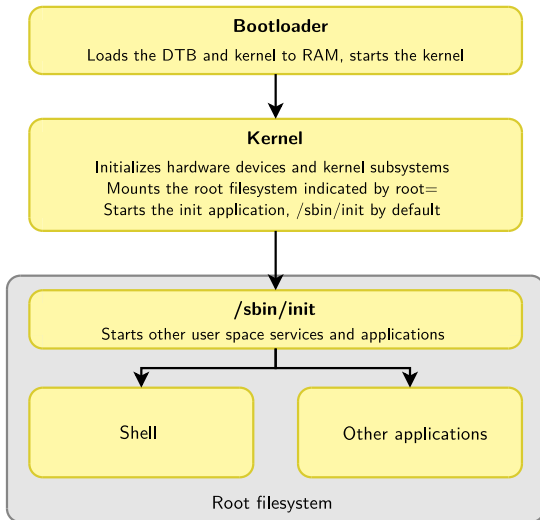 Bootloader
Loads the DTB and kernel to RAM, starts the kernel
Kernel
Initializes hardware devices and kernel subsystems
Mounts the root filesystem indicated by root=
Starts the init application, /sbin/init by default
/sbin/init
Starts other user space services and applications
Shell
Other applications
Root filesystem